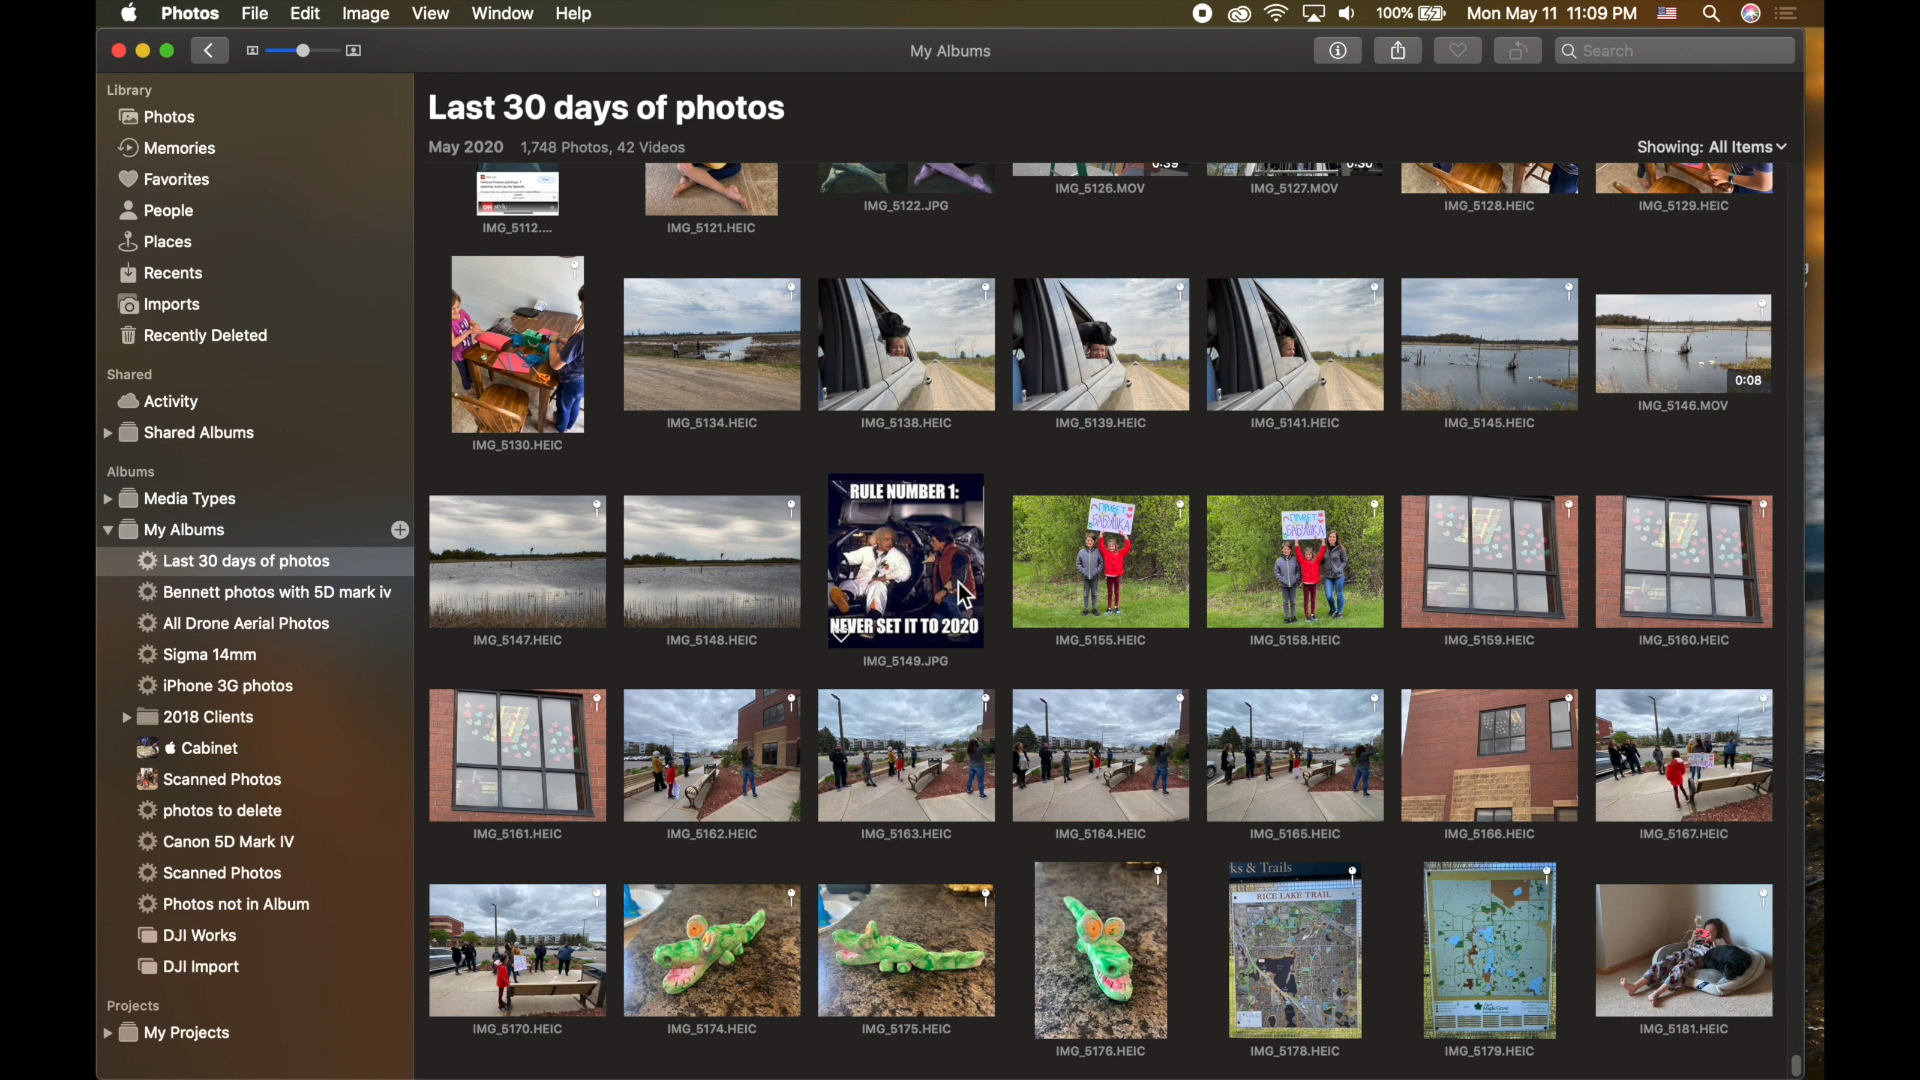 Photos File Edit Image View Window Help
100% Mon May 11 11:09 PM
My Albums
Search
Library
Photos
Memories
Favorites
People
Places
Recents
Imports
Recently Deleted
Shared
Activity
Shared Albums
Albums
Media Types
My Albums
Last 30 days of photos
Bennett photos with 5D mark iv
All Drone Aerial Photos
Sigma 14mm
iPhone 3G photos
2018 Clients
Cabinet
Scanned Photos
photos to delete
Canon 5D Mark IV
Scanned Photos
Photos not in Album
DJI Works
DJI Import
Projects
My Projects
Last 30 days of photos
May 2020 1,748 Photos, 42 Videos
Showing: All Items
IMG_5112.... IMG_5121.HEIC IMG_5122.JPG IMG_5126.MOV IMG_5127.MOV IMG_5128.HEIC IMG_5129.HEIC
0:08
IMG_5130.HEIC IMG_5134.HEIC IMG_5138.HEIC IMG_5139.HEIC IMG_5141.HEIC IMG_5145.HEIC IMG_5146.MOV
RULE NUMBER 1:
NEVER SET IT TO 2020
ПРИВЕТ
БАБУШКА
ПРИВЕТ
БАБУШКА
IMG_5147.HEIC IMG_5148.HEIC IMG_5149.JPG IMG_5155.HEIC IMG_5158.HEIC IMG_5159.HEIC IMG_5160.HEIC
IMG_5161.HEIC IMG_5162.HEIC IMG_5163.HEIC IMG_5164.HEIC IMG_5165.HEIC IMG_5166.HEIC IMG_5167.HEIC
ks & Trails
RICE LAKE TRAIL
Maple Grove
IMG_5170.HEIC IMG_5174.HEIC IMG_5175.HEIC IMG_5176.HEIC IMG_5178.HEIC IMG_5179.HEIC IMG_5181.HEIC